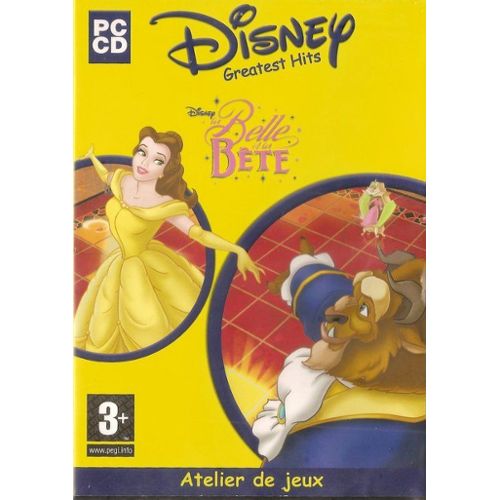 PC
CD
DISNEY
Greatest Hits
Disney
La Belle
et la
BÊTE
3+
www.pegi.info
Atelier de jeux